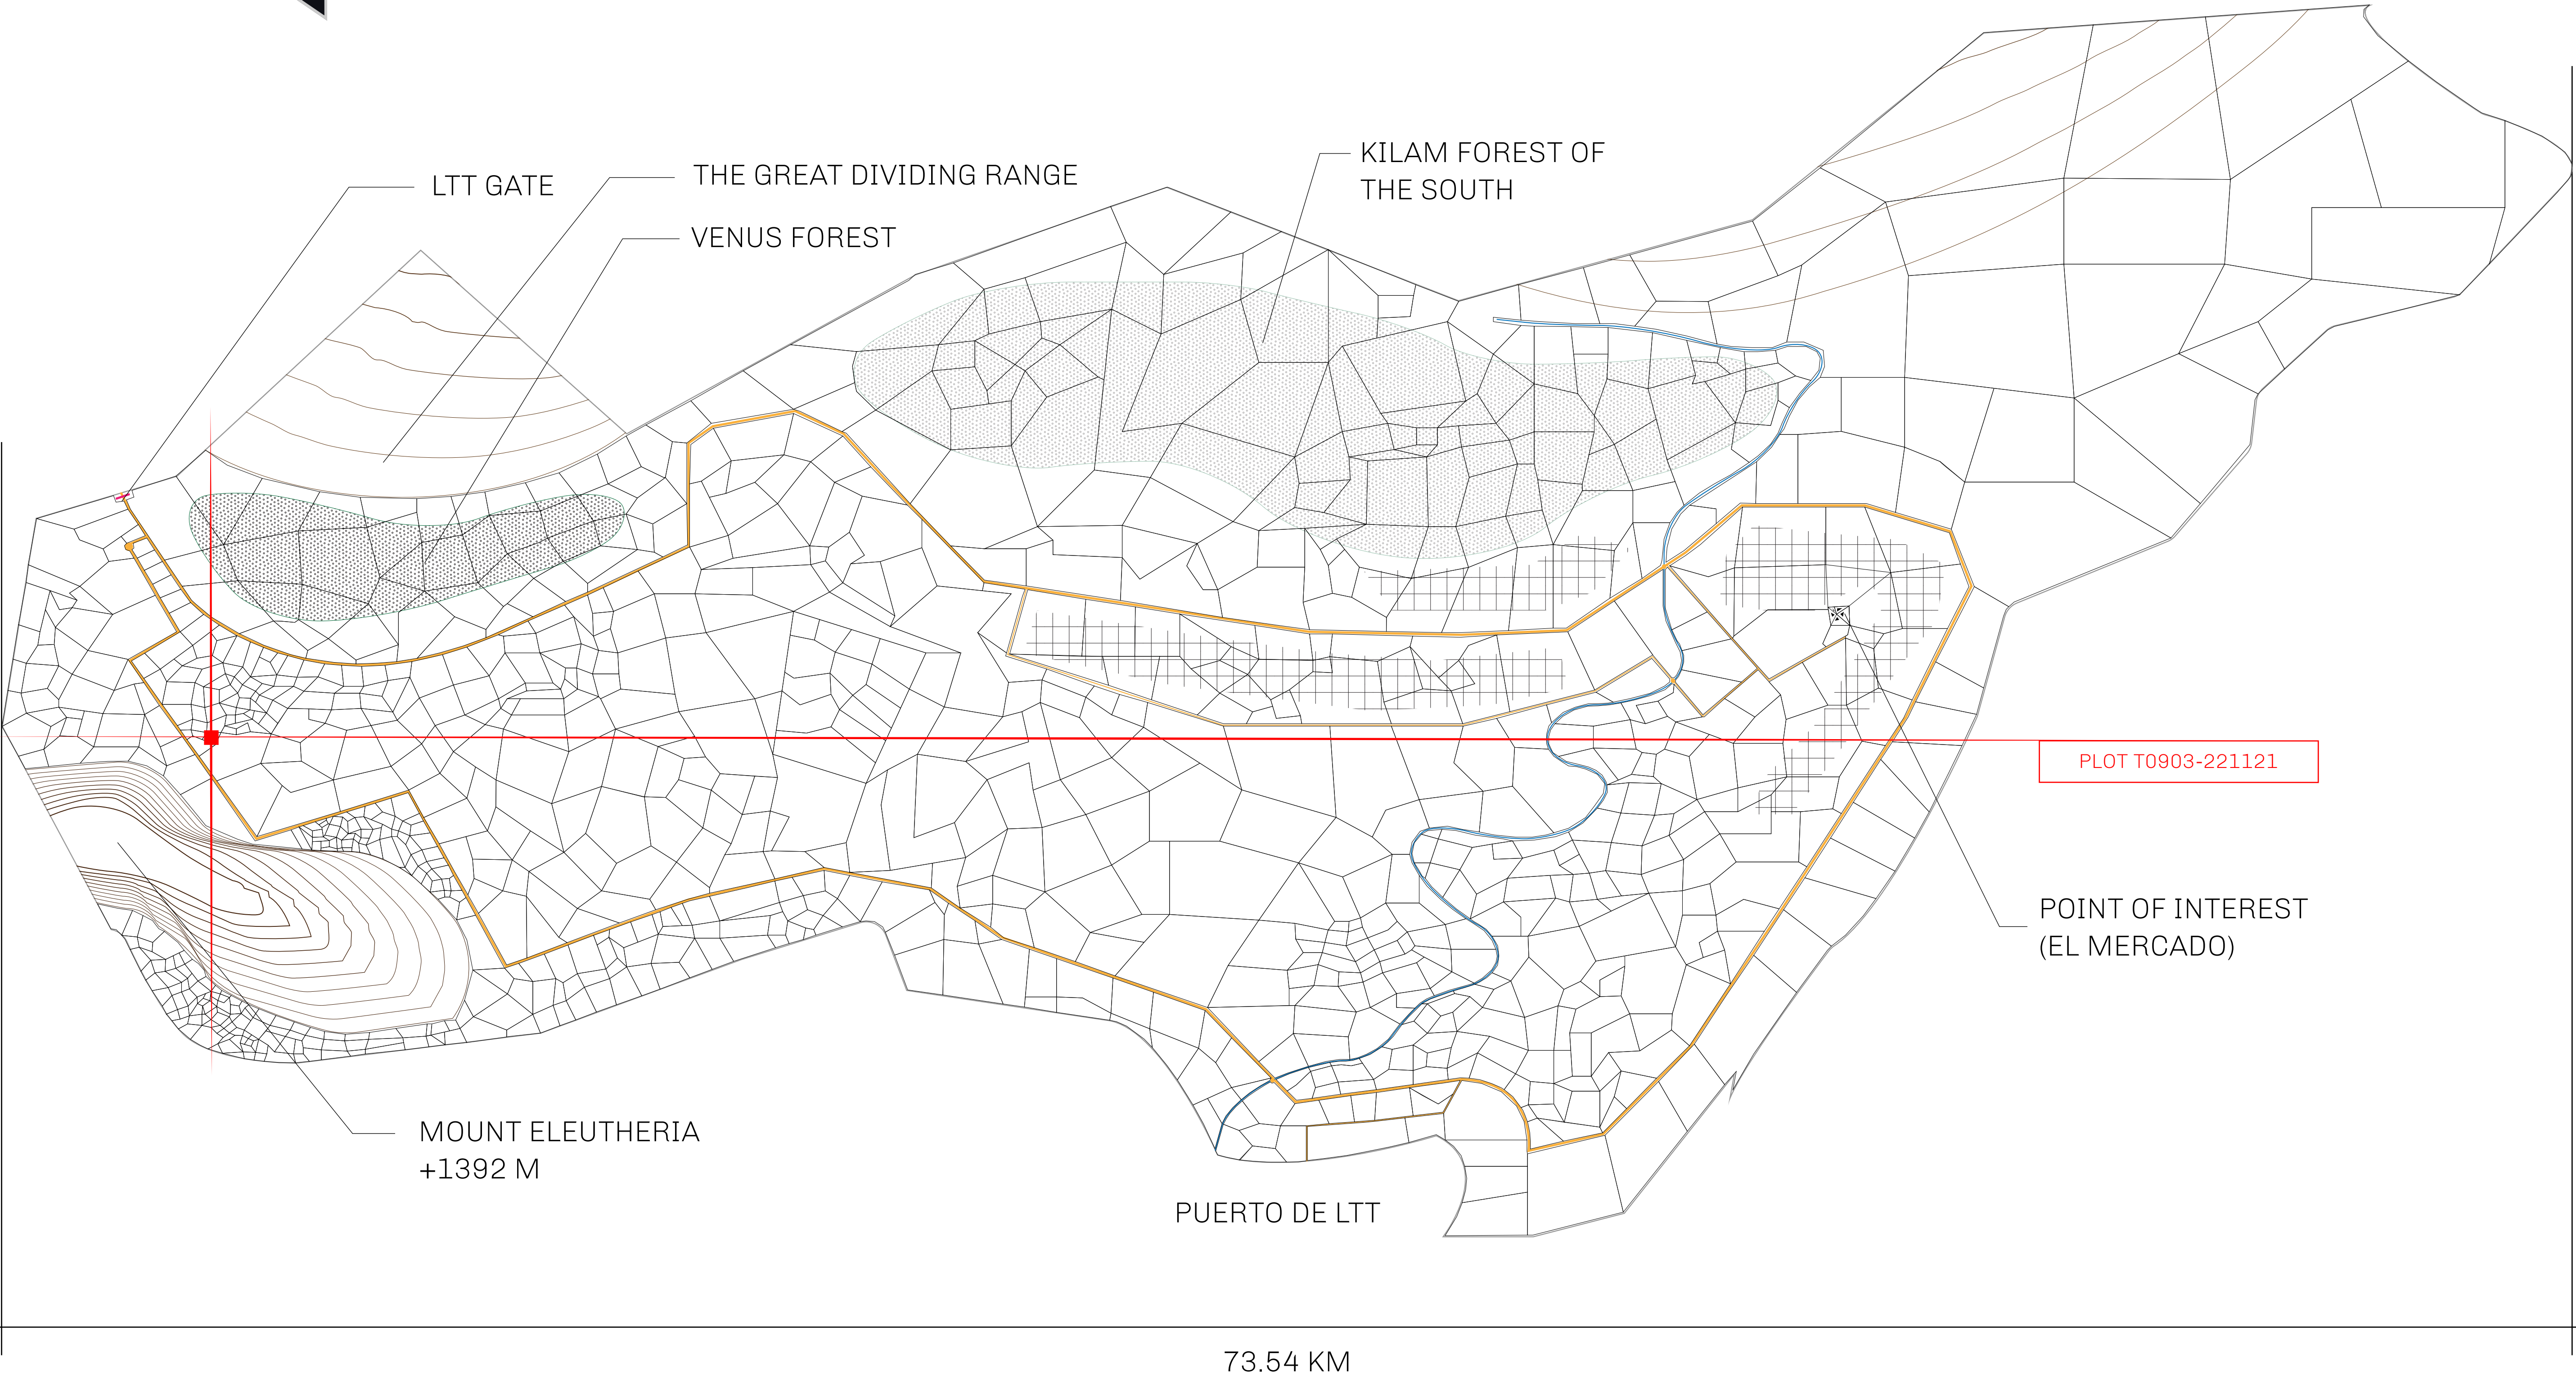 KILAM FOREST OF
THE SOUTH
LTT GATE
THE GREAT DIVIDING RANGE
VENUS FOREST
PLOT T0903-221121
POINT OF INTEREST
(EL MERCADO)
MOUNT ELEUTHERIA
+1392 M
PUERTO DE LTT
73.54 KM